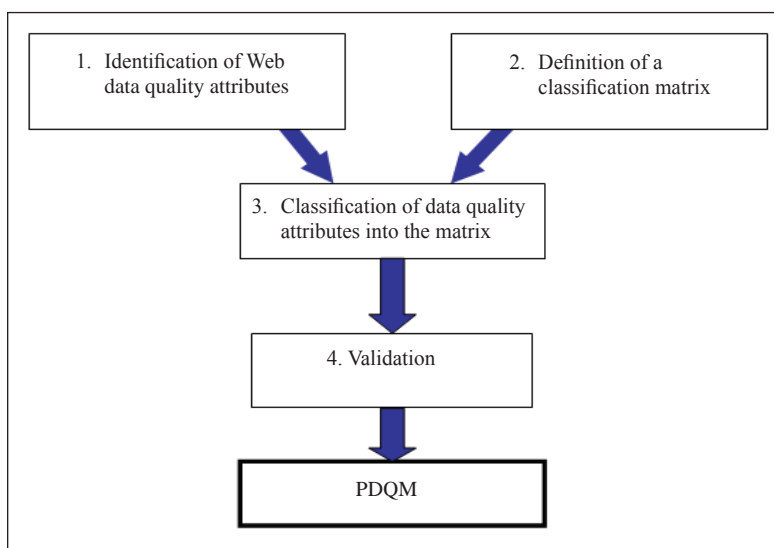 1. Identification of Web
data quality attributes
2. Definition of a
classification matrix
3. Classification of data quality
attributes into the matrix
4. Validation
PDQM